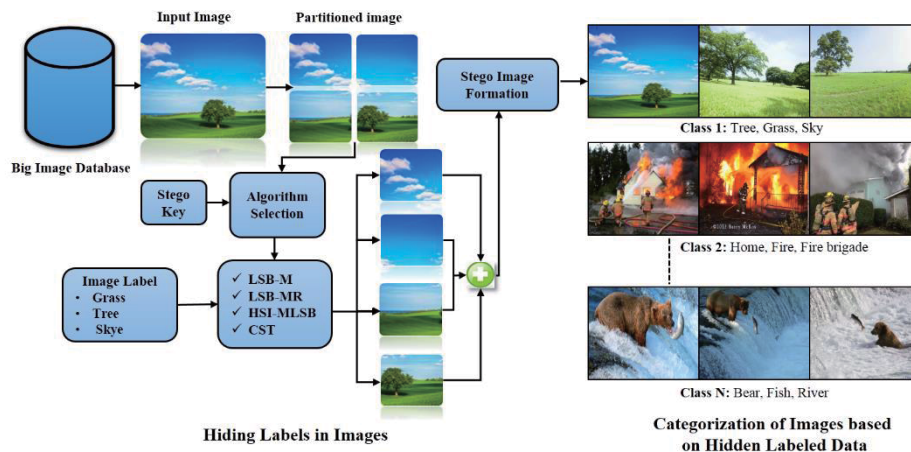 Input Image
Partitioned image
Big Image Database
Stego
Key
Algorithm
Selection
Image Label
• Grass
• Tree
• Skye
✓ LSB-M
✓ LSB-MR
✓ HSI-MLSB
✓ CST
Stego Image
Formation
Hiding Labels in Images
Class 1: Tree, Grass, Sky
Class 2: Home, Fire, Fire brigade
Class N: Bear, Fish, River
Categorization of Images based
on Hidden Labeled Data